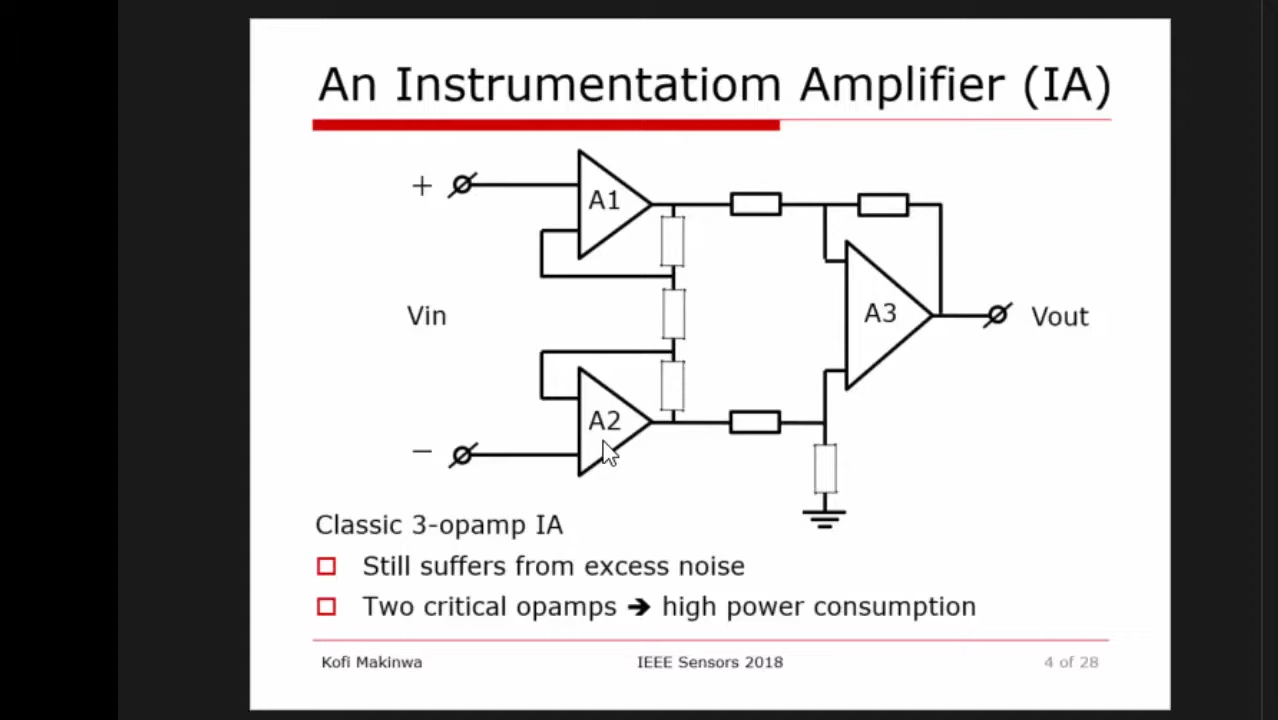 An Instrumentatiom Amplifier (IA)
+
A1
Vin
A3
Vout
A2
−
Classic 3-opamp IA
Still suffers from excess noise
Two critical opamps ➔ high power consumption
Kofi Makinwa IEEE Sensors 2018 4 of 28